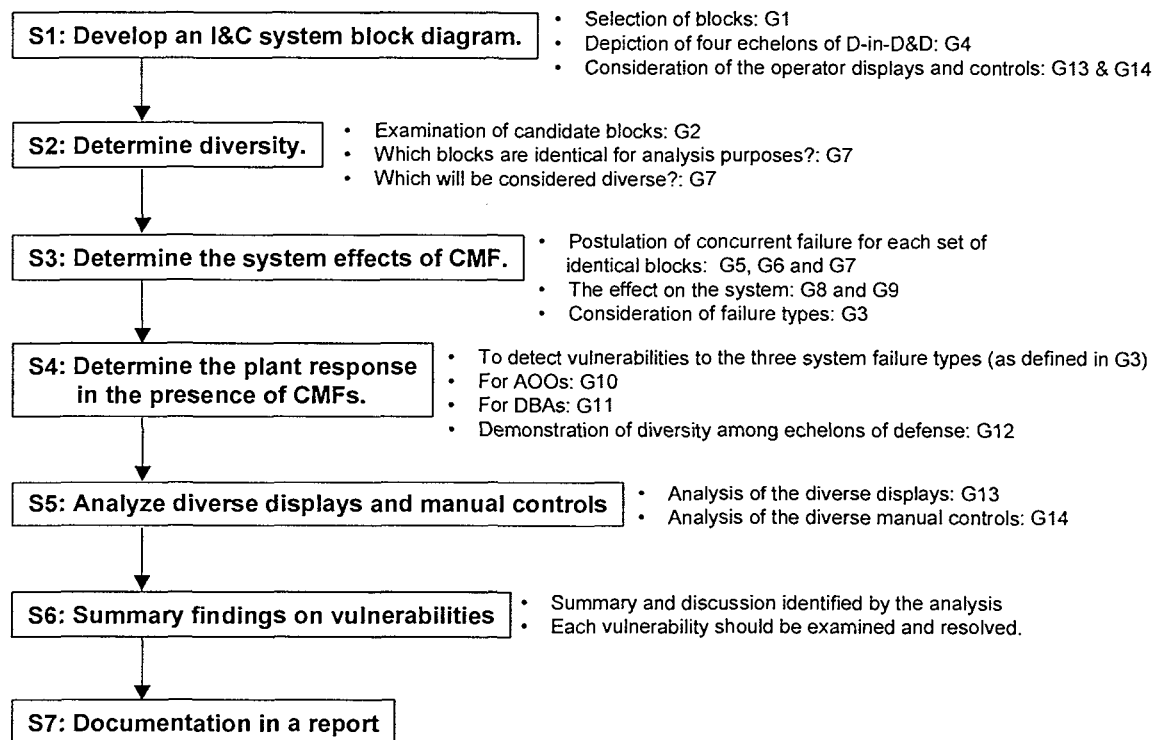 S1: Develop an I&C system block diagram.
• Selection of blocks: G1
• Depiction of four echelons of D-in-D&D: G4
• Consideration of the operator displays and controls: G13 & G14
S2: Determine diversity.
• Examination of candidate blocks: G2
• Which blocks are identical for analysis purposes?: G7
• Which will be considered diverse?: G7
S3: Determine the system effects of CMF.
• Postulation of concurrent failure for each set of
identical blocks: G5, G6 and G7
• The effect on the system: G8 and G9
• Consideration of failure types: G3
S4: Determine the plant response
in the presence of CMFs.
• To detect vulnerabilities to the three system failure types (as defined in G3)
• For AOOs: G10
• For DBAs: G11
• Demonstration of diversity among echelons of defense: G12
S5: Analyze diverse displays and manual controls
• Analysis of the diverse displays: G13
• Analysis of the diverse manual controls: G14
S6: Summary findings on vulnerabilities
• Summary and discussion identified by the analysis
• Each vulnerability should be examined and resolved.
S7: Documentation in a report